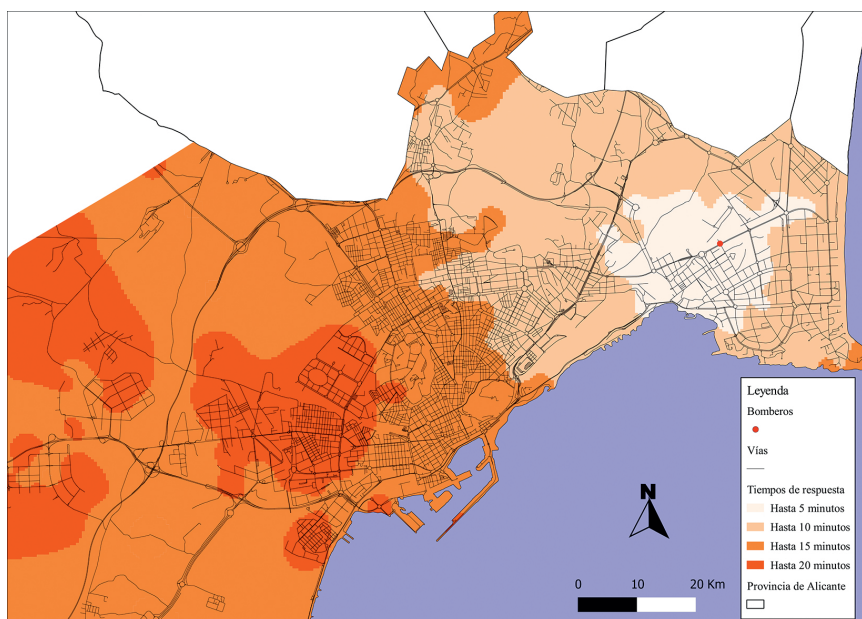 N
0 10 20 Km
Leyenda
Bomberos
Vías
Tiempos de respuesta
Hasta 5 minutos
Hasta 10 minutos
Hasta 15 minutos
Hasta 20 minutos
Provincia de Alicante